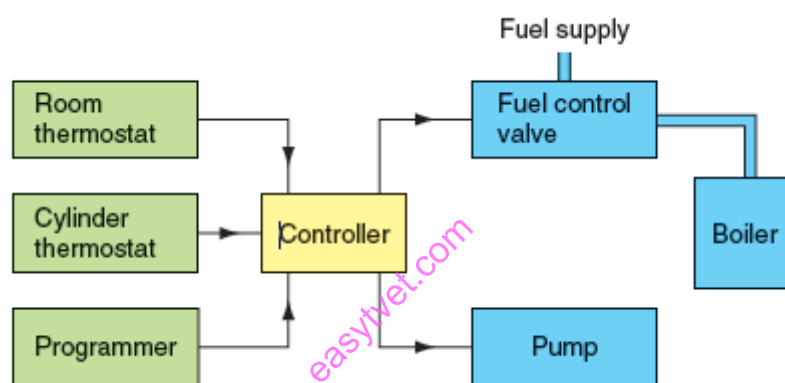 Fuel supply
Room
thermostat
Fuel control
valve
Cylinder
thermostat
Controller
Boiler
Programmer
Pump
easytvet.com